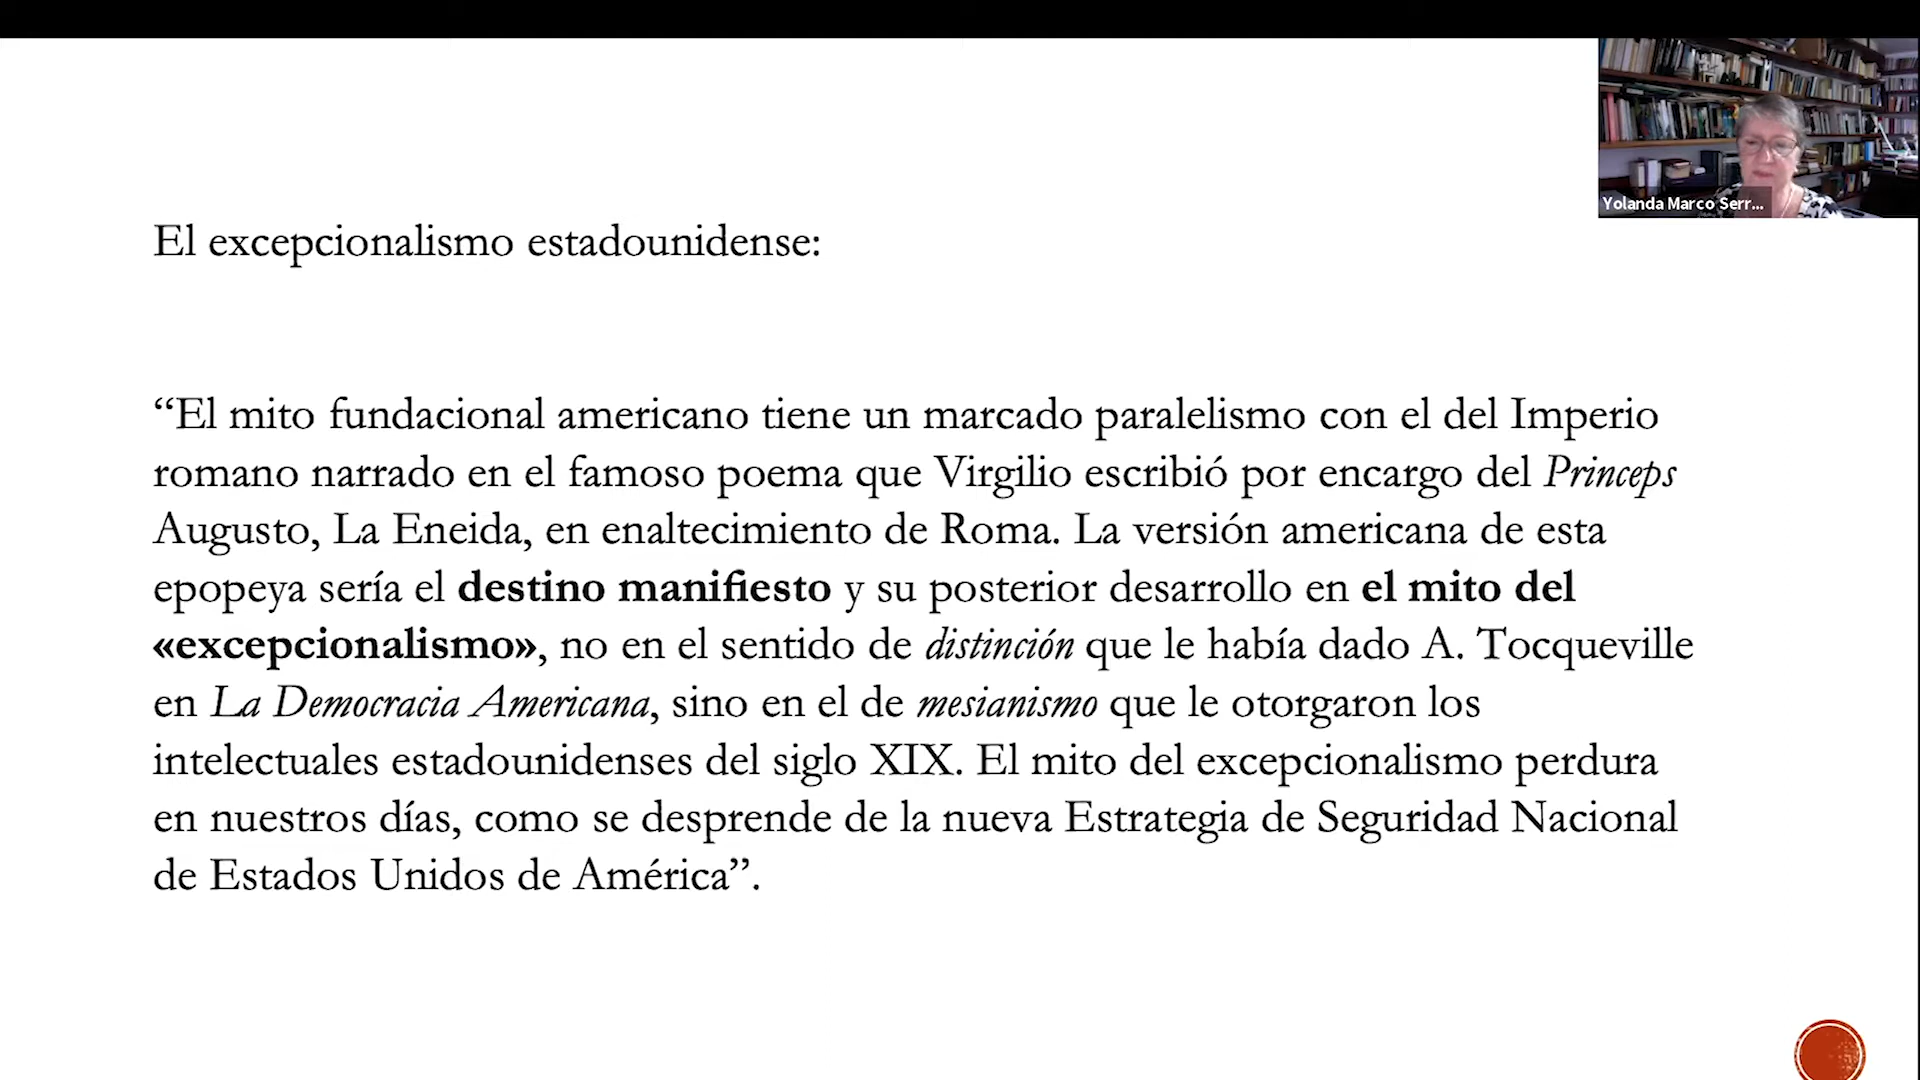 Yolanda Marco Serr...
El excepcionalismo estadounidense:
“El mito fundacional americano tiene un marcado paralelismo con el del Imperio
romano narrado en el famoso poema que Virgilio escribió por encargo del Princeps
Augusto, La Eneida, en enaltecimiento de Roma. La versión americana de esta
epopeya sería el destino manifiesto y su posterior desarrollo en el mito del
«excepcionalismo», no en el sentido de distinción que le había dado A. Tocqueville
en La Democracia Americana, sino en el de mesianismo que le otorgaron los
intelectuales estadounidenses del siglo XIX. El mito del excepcionalismo perdura
en nuestros días, como se desprende de la nueva Estrategia de Seguridad Nacional
de Estados Unidos de América”.